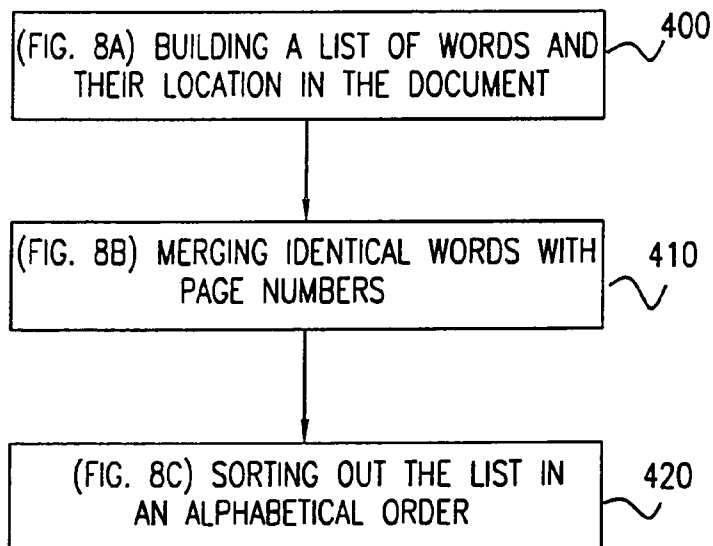 (FIG. 8A) BUILDING A LIST OF WORDS AND
THEIR LOCATION IN THE DOCUMENT
400
(FIG. 8B) MERGING IDENTICAL WORDS WITH
PAGE NUMBERS
410
(FIG. 8C) SORTING OUT THE LIST IN
AN ALPHABETICAL ORDER
420